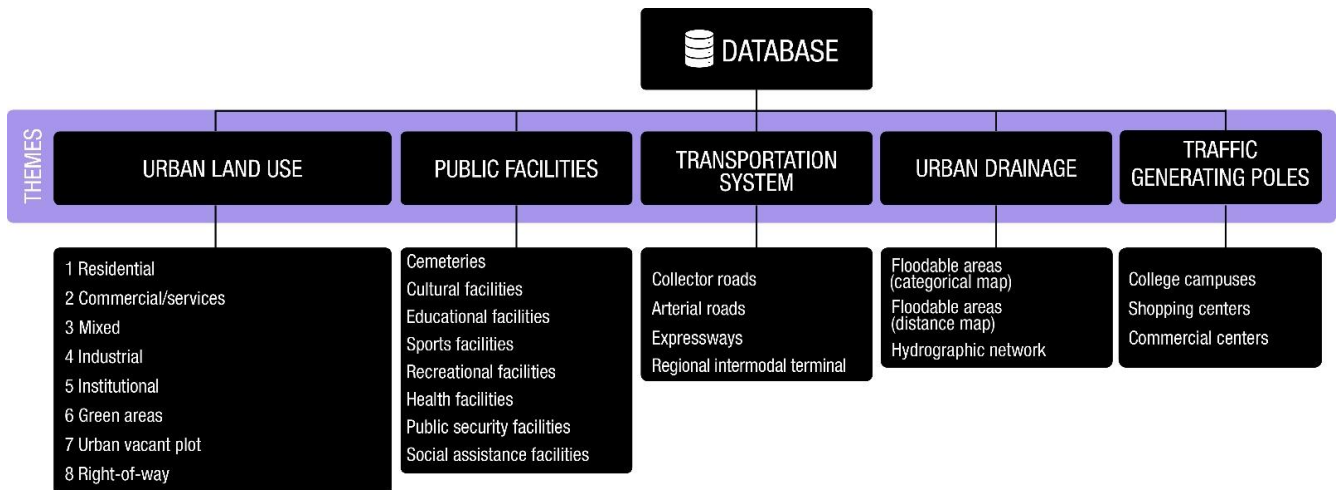 DATABASE
THEMES
URBAN LAND USE
PUBLIC FACILITIES
TRANSPORTATION
SYSTEM
URBAN DRAINAGE
TRAFFIC
GENERATING POLES
1 Residential
2 Commercial/services
3 Mixed
4 Industrial
5 Institutional
6 Green areas
7 Urban vacant plot
8 Right-of-way
Cemeteries
Cultural facilities
Educational facilities
Sports facilities
Recreational facilities
Health facilities
Public security facilities
Social assistance facilities
Collector roads
Arterial roads
Expressways
Regional intermodal terminal
Floodable areas
(categorical map)
Floodable areas
(distance map)
Hydrographic network
College campuses
Shopping centers
Commercial centers